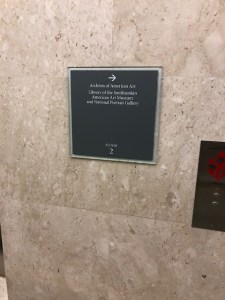 Archives of American Art
Library of the Smithsonian
American Art Museum
and National Portrait Gallery
FLOOR
2